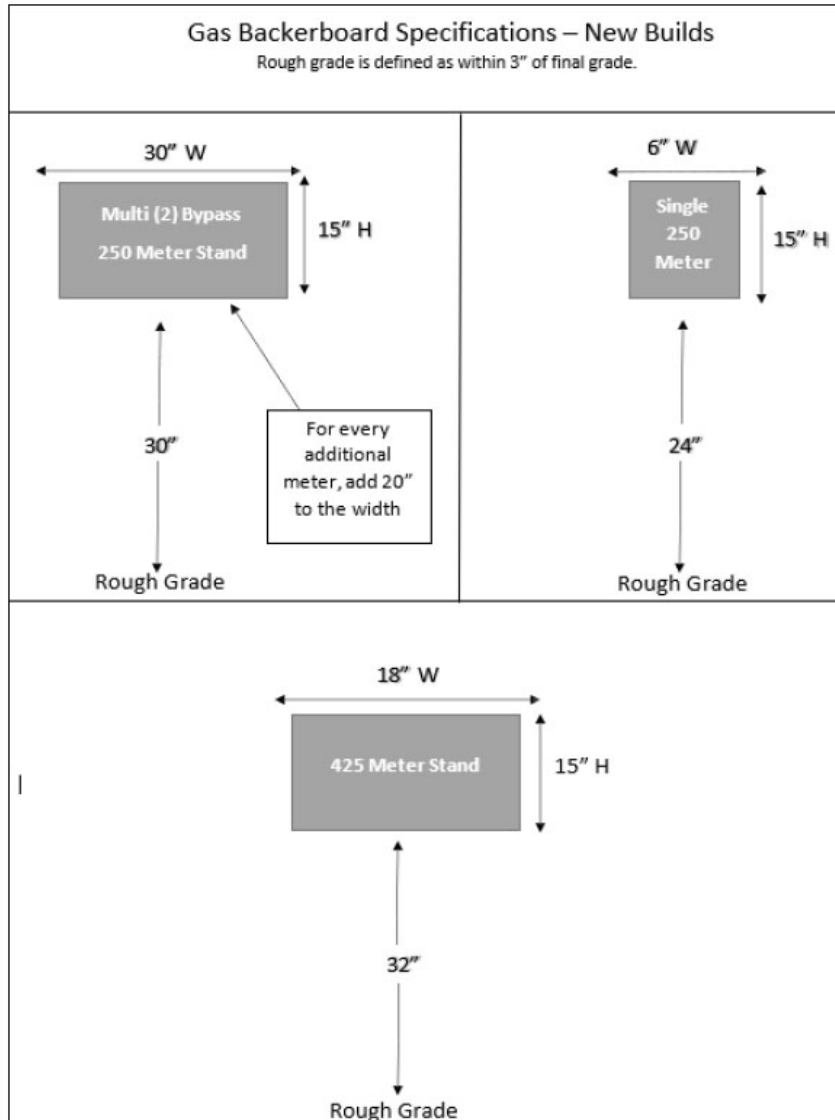 Gas Backerboard Specifications – New Builds
Rough grade is defined as within 3” of final grade.
30” W
Multi (2) Bypass
250 Meter Stand
15” H
30”
For every
additional
meter, add 20”
to the width
Rough Grade
6” W
Single
250
Meter
15” H
24”
Rough Grade
18” W
425 Meter Stand
15” H
32”
Rough Grade